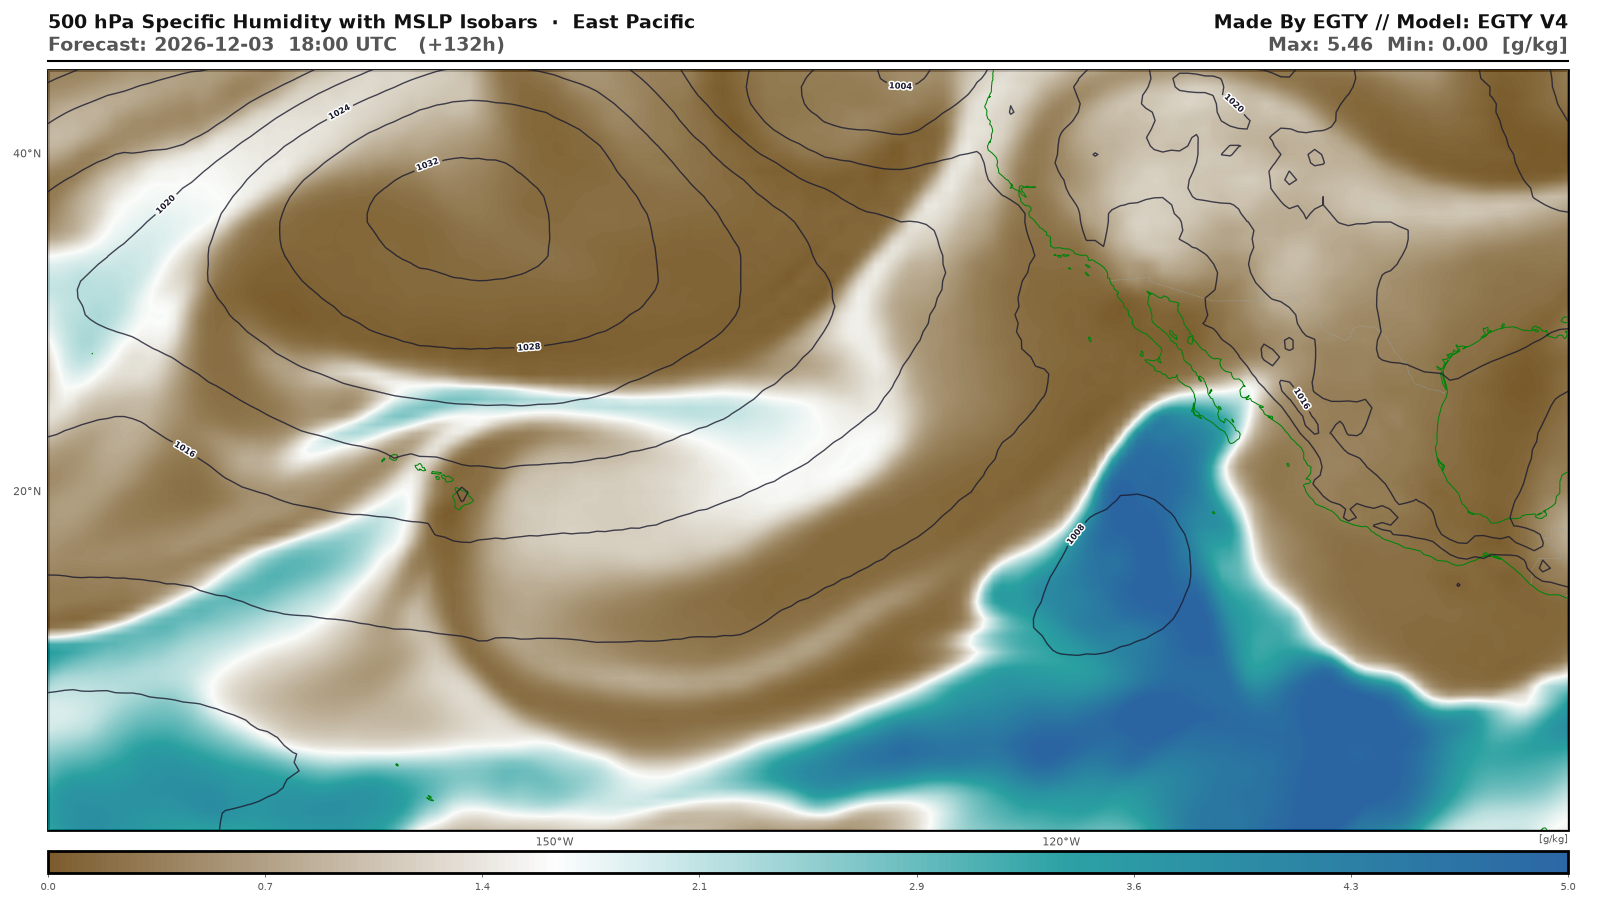 500 hPa Specific Humidity with MSLP Isobars · East Pacific
Made By EGTY // Model: EGTY V4
Forecast: 2026-12-03 18:00 UTC (+132h)
Max: 5.46 Min: 0.00 [g/kg]
1004
1024
1020
40°N
1032
1020
1028
1016
1016
20°N
1008
150°W
120°W
[g/kg]
0.0
0.7
1.4
2.1
2.9
3.6
4.3
5.0